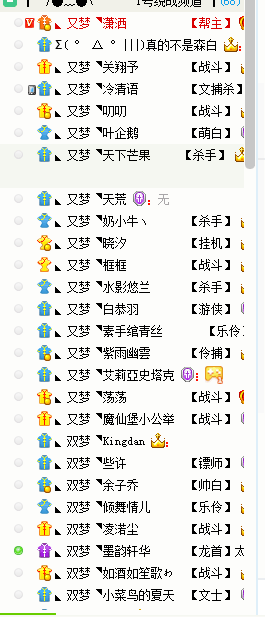 1号统战频道 (68)
V 又梦◥潇洒 【帮主】
Σ( ° △ ° |||)真的不是森白
又梦◥关翔予 【战斗】
又梦◥冷清语 【文捕杀】
又梦◥叨叨 【战斗】
又梦◥叶企鹅 【萌白】
又梦◥天下芒果 【杀手】
又梦◥天荒 : 无
又梦◥奶小牛丶 【杀手】
又梦◥晓汐 【挂机】
又梦◥框框 【战斗】
又梦◥水影悠兰 【杀手】
又梦◥白恭羽 【游侠】
又梦◥素手绾青丝 【乐伶】
又梦◥紫雨幽雲 【伶捕】
又梦◥艾莉亞史塔克 :
又梦◥荡荡 【战斗】
又梦◥魔仙堡小公举 【战斗】
双梦◥Kingdan :
双梦◥些许 【镖师】
双梦◥余子乔 【帅白】
双梦◥倾舞情儿 【乐伶】
双梦◥凌渃尘 【战斗】
双梦◥墨韵轩华 【龙首】太
双梦◥如酒如笙歌わ 【战斗】
双梦◥小菜鸟的夏天 【文士】